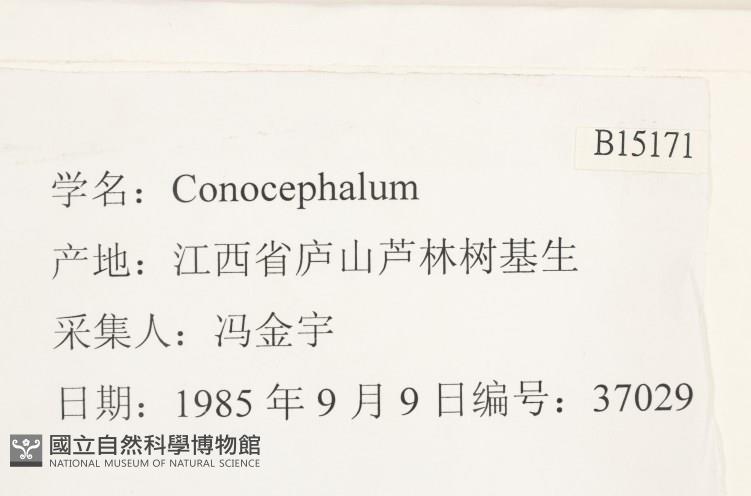 B15171
学名：Conocephalum
产地：江西省庐山芦林树基生
采集人：冯金宇
日期：1985 年 9 月 9 日编号：37029
國立自然科學博物館
NATIONAL MUSEUM OF NATURAL SCIENCE